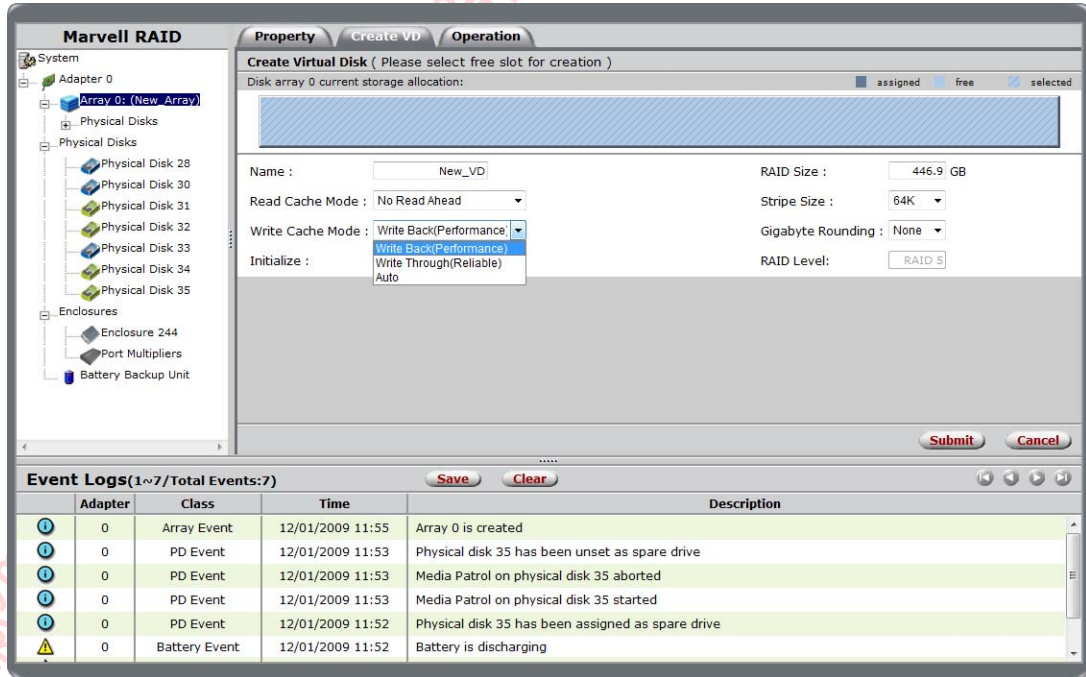 Marvell RAID
System
Adapter 0
Array 0: (New_Array)
Physical Disks
Physical Disks
Physical Disk 28
Physical Disk 30
Physical Disk 31
Physical Disk 32
Physical Disk 33
Physical Disk 34
Physical Disk 35
Enclosures
Enclosure 244
Port Multipliers
Battery Backup Unit
Property Create VD Operation
Create Virtual Disk ( Please select free slot for creation )
Disk array 0 current storage allocation: assigned free selected
Name : New_VD RAID Size : 446.9 GB
Read Cache Mode : No Read Ahead Stripe Size : 64K
Write Cache Mode : Write Back(Performance) Gigabyte Rounding : None
Write Back(Performance)
Initialize : Write Through(Reliable) RAID Level: RAID 5
Auto
Submit Cancel
Event Logs(1~7/Total Events:7) Save Clear
Adapter Class Time Description
0 Array Event 12/01/2009 11:55 Array 0 is created
0 PD Event 12/01/2009 11:53 Physical disk 35 has been unset as spare drive
0 PD Event 12/01/2009 11:53 Media Patrol on physical disk 35 aborted
0 PD Event 12/01/2009 11:53 Media Patrol on physical disk 35 started
0 PD Event 12/01/2009 11:52 Physical disk 35 has been assigned as spare drive
0 Battery Event 12/01/2009 11:52 Battery is discharging